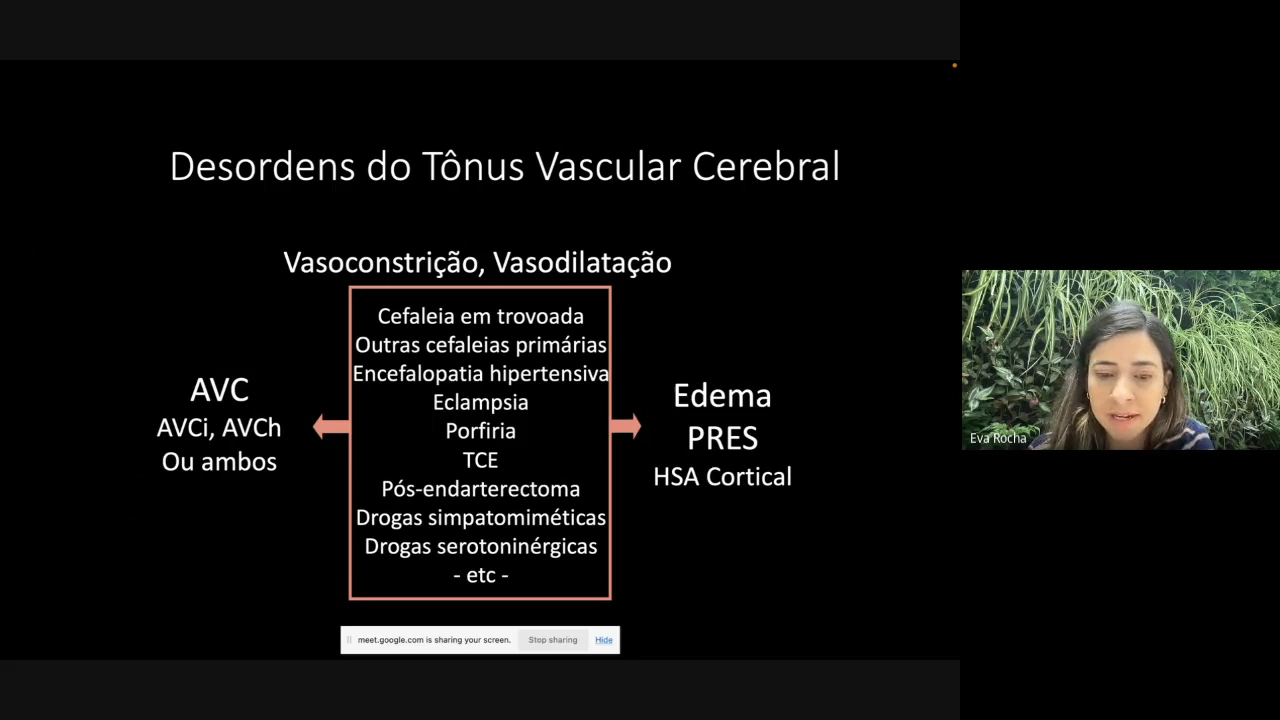 Desordens do Tônus Vascular Cerebral
Vasoconstrição, Vasodilatação
AVC
AVCi, AVCh
Ou ambos
Cefaleia em trovoada
Outras cefaleias primárias
Encefalopatia hipertensiva
Eclampsia
Porfiria
TCE
Pós-endarterectoma
Drogas simpatomiméticas
Drogas serotoninérgicas
- etc -
Edema
PRES
HSA Cortical
Eva Rocha
meet.google.com is sharing your screen. Stop sharing Hide